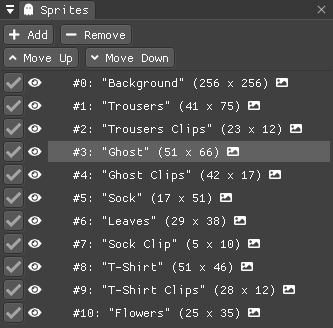 Sprites
Add Remove
Move Up Move Down
#0: "Background" (256 x 256)
#1: "Trousers" (41 x 75)
#2: "Trousers Clips" (23 x 12)
#3: "Ghost" (51 x 66)
#4: "Ghost Clips" (42 x 17)
#5: "Sock" (17 x 51)
#6: "Leaves" (29 x 38)
#7: "Sock Clip" (5 x 10)
#8: "T-Shirt" (51 x 46)
#9: "T-Shirt Clips" (28 x 12)
#10: "Flowers" (25 x 35)